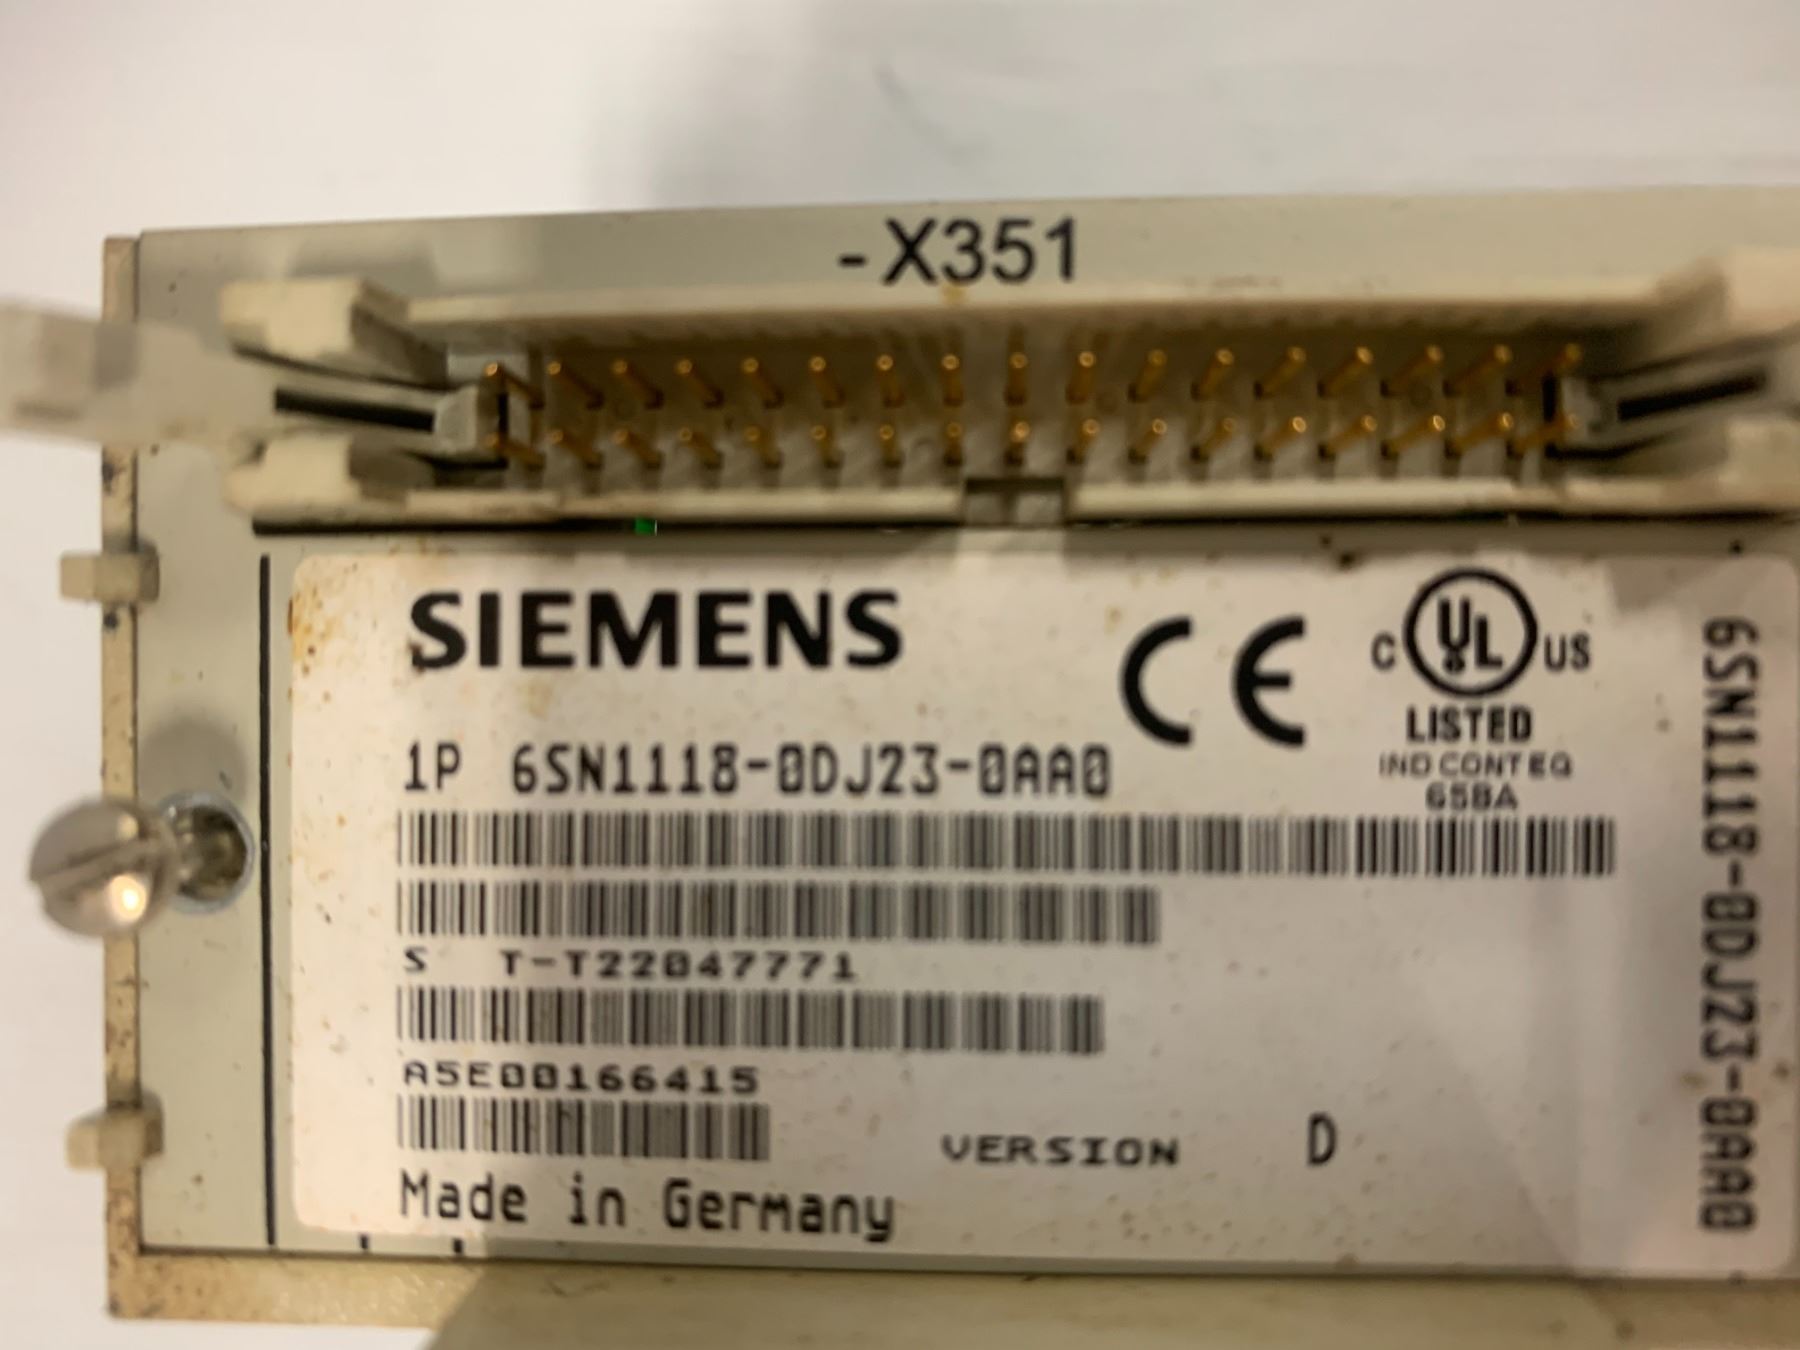 -X351
SIEMENS
CE
C UL US
LISTED
IND CONT EQ
65BA
1P 6SN1118-0DJ23-0AA0
S T-T22047771
A5E00166415
VERSION D
Made in Germany
6SN1118-0DJ23-0AA0